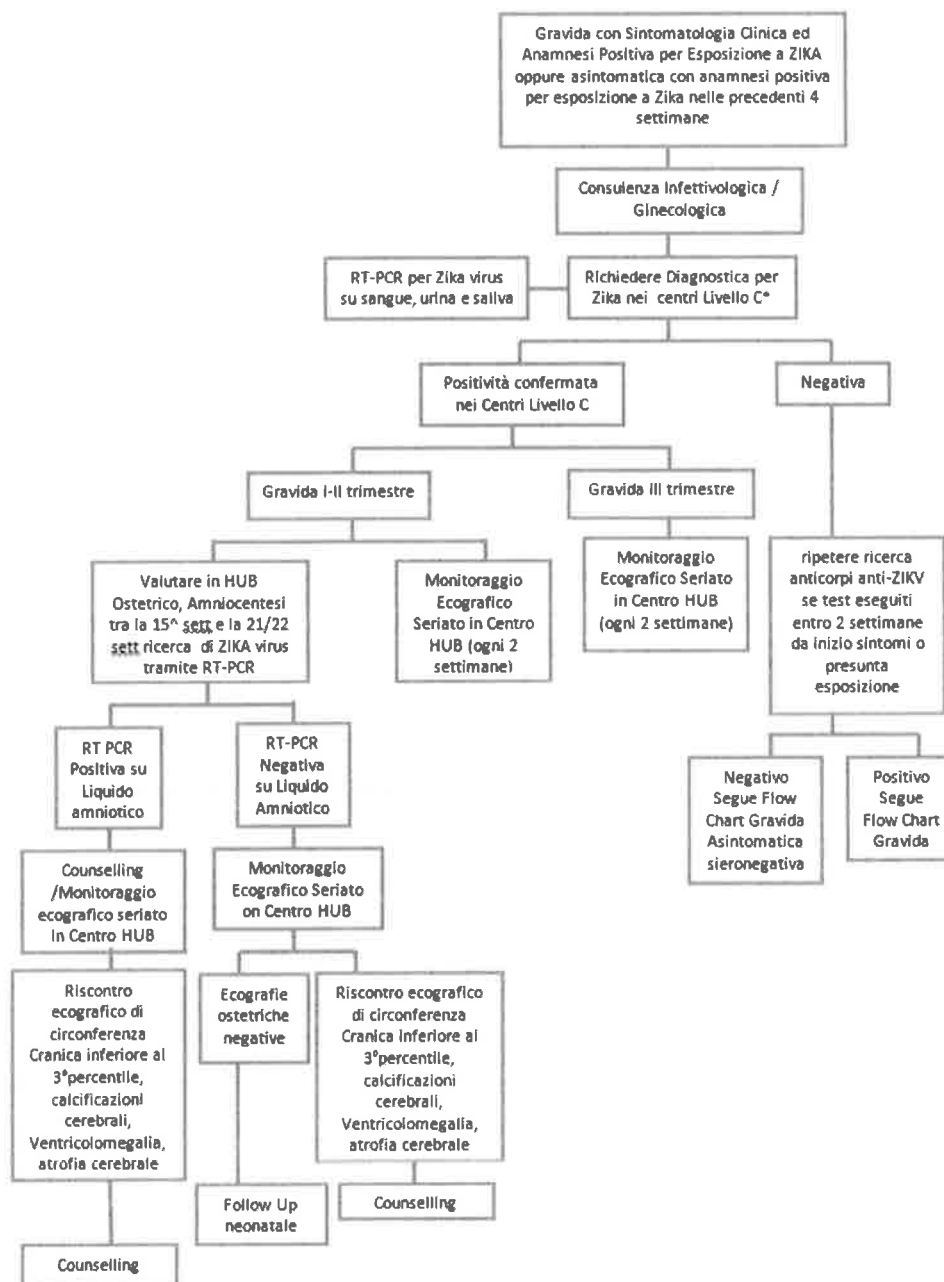 Gravida con Sintomatologia Clinica ed
Anamnesi Positiva per Esposizione a ZIKA
oppure asintomatica con anamnesi positiva
per esposizione a Zika nelle precedenti 4
settimane
Consulenza Infettivologica /
Ginecologica
RT-PCR per Zika virus
su sangue, urina e saliva
Richiedere Diagnostica per
Zika nei centri Livello C*
Positività confermata
nei Centri Livello C
Negativa
Gravida I-II trimestre
Gravida III trimestre
Valutare in HUB
Ostetrico, Amniocentesi
tra la 15^ sett e la 21/22
sett ricerca di ZIKA virus
tramite RT-PCR
Monitoraggio
Ecografico
Seriato in Centro
HUB (ogni 2
settimane)
Monitoraggio
Ecografico Seriato
in Centro HUB
(ogni 2 settimane)
ripetere ricerca
anticorpi anti-ZIKV
se test eseguiti
entro 2 settimane
da inizio sintomi o
presunta
esposizione
RT PCR
Positiva su
Liquido
amniotico
RT-PCR
Negativa
su Liquido
Amniotico
Negativo
Segue Flow
Chart Gravida
Asintomatica
sieronegativa
Positivo
Segue
Flow Chart
Gravida
Counselling
/Monitoraggio
ecografico seriato
in Centro HUB
Monitoraggio
Ecografico Seriato
on Centro HUB
Riscontro
ecografico di
circonferenza
Cranica inferiore al
3°percentile,
calcificazioni
cerebrali,
Ventricolomegalia,
atrofia cerebrale
Ecografie
ostetriche
negative
Riscontro ecografico
di circonferenza
Cranica inferiore al
3°percentile,
calcificazioni
cerebrali,
Ventricolomegalia,
atrofia cerebrale
Follow Up
neonatale
Counselling
Counselling